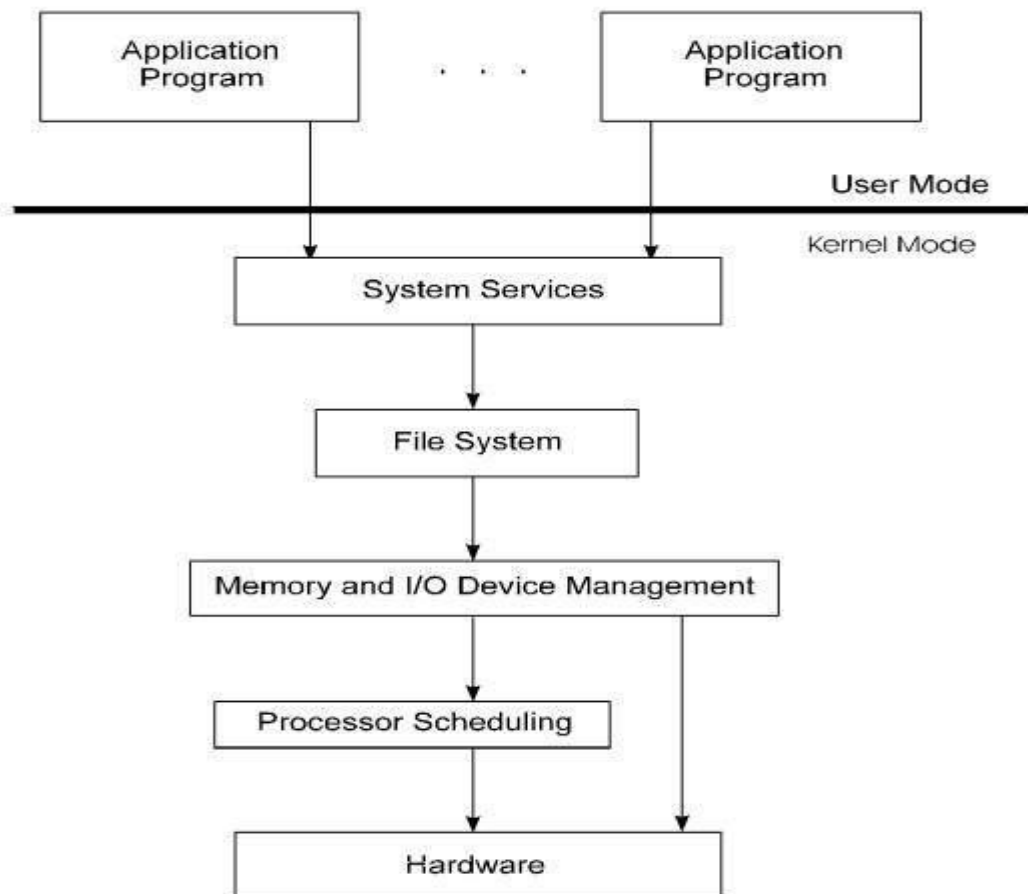 Application
Program
. . .
Application
Program
User Mode
Kernel Mode
System Services
File System
Memory and I/O Device Management
Processor Scheduling
Hardware